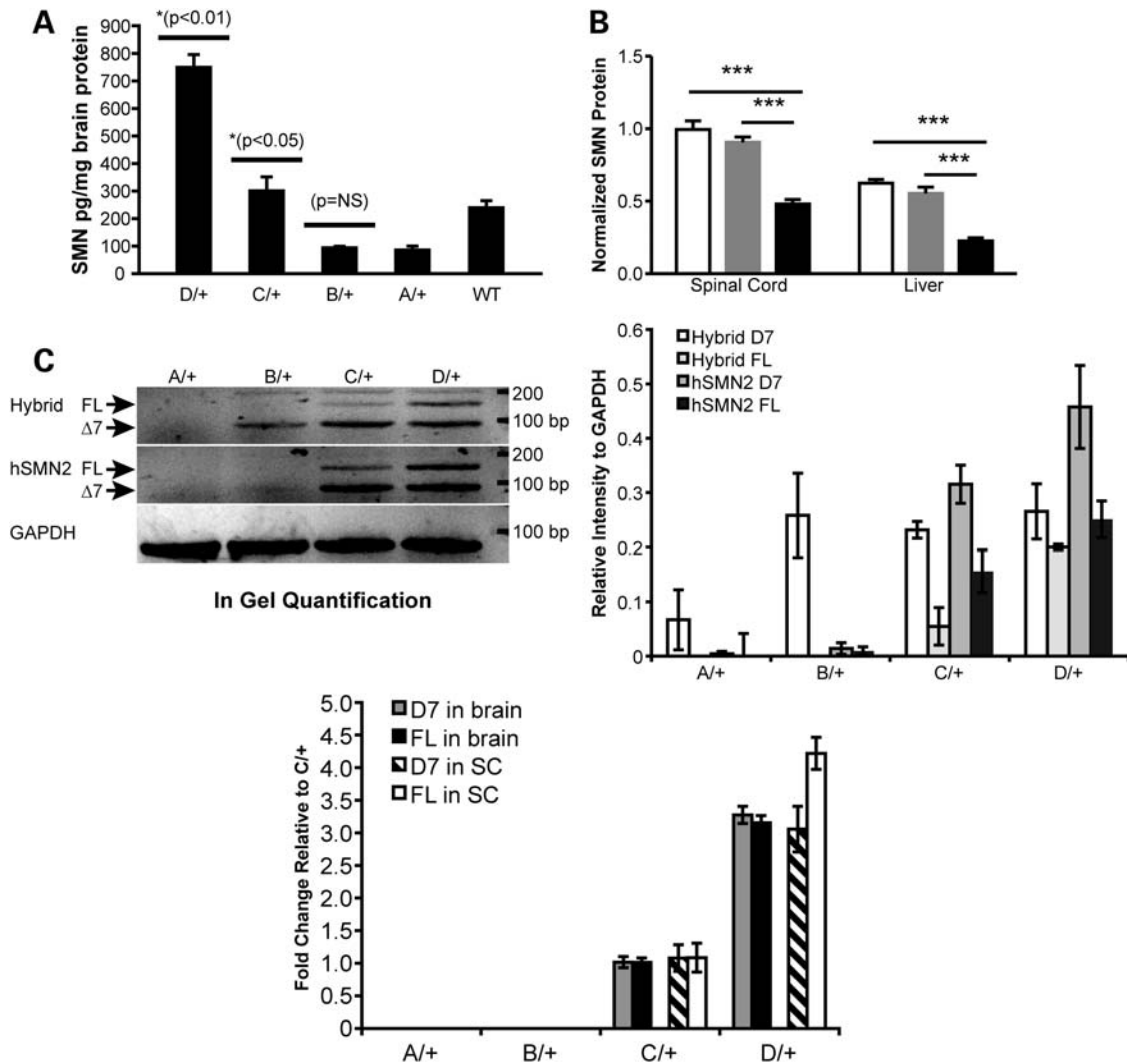 A
SMN pg/mg brain protein
900
800
700
600
500
400
300
200
100
0
*(p<0.01)
*(p<0.05)
(p=NS)
D/+ C/+ B/+ A/+ WT
B
Normalized SMN Protein
1.5
1.0
0.5
0.0
***
***
***
***
Spinal Cord Liver
C
A/+ B/+ C/+ D/+
Hybrid FL
Δ7
200
100 bp
hSMN2 FL
Δ7
200
100 bp
GAPDH
100 bp
In Gel Quantification
Relative Intensity to GAPDH
0.6
0.5
0.4
0.3
0.2
0.1
0
Hybrid D7
Hybrid FL
hSMN2 D7
hSMN2 FL
A/+ B/+ C/+ D/+
Fold Change Relative to C/+
5.0
4.5
4.0
3.5
3.0
2.5
2.0
1.5
1.0
0.5
0
D7 in brain
FL in brain
D7 in SC
FL in SC
A/+ B/+ C/+ D/+